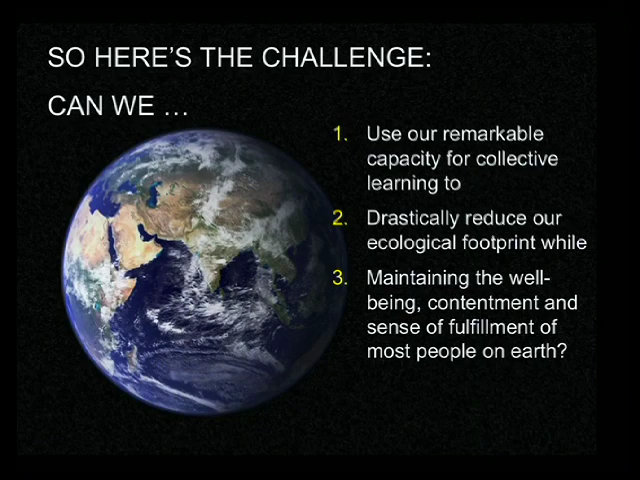 SO HERE’S THE CHALLENGE:
CAN WE …
1. Use our remarkable
capacity for collective
learning to
2. Drastically reduce our
ecological footprint while
3. Maintaining the well-
being, contentment and
sense of fulfillment of
most people on earth?